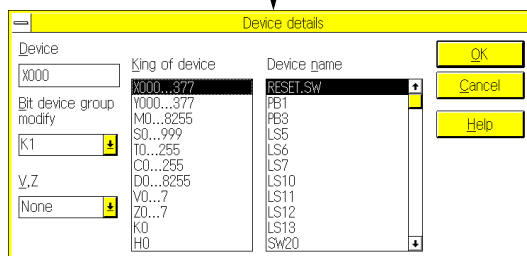 Device details
Device
X000
Bit device group
modify
K1
V,Z
None
King of device
X000...377
Y000...377
M0...8255
S0...999
T0...255
C0...255
D0...8255
V0...7
Z0...7
K0
H0
Device name
RESET.SW
PB1
PB3
LS5
LS6
LS7
LS10
LS11
LS12
LS13
SW20
OK
Cancel
Help